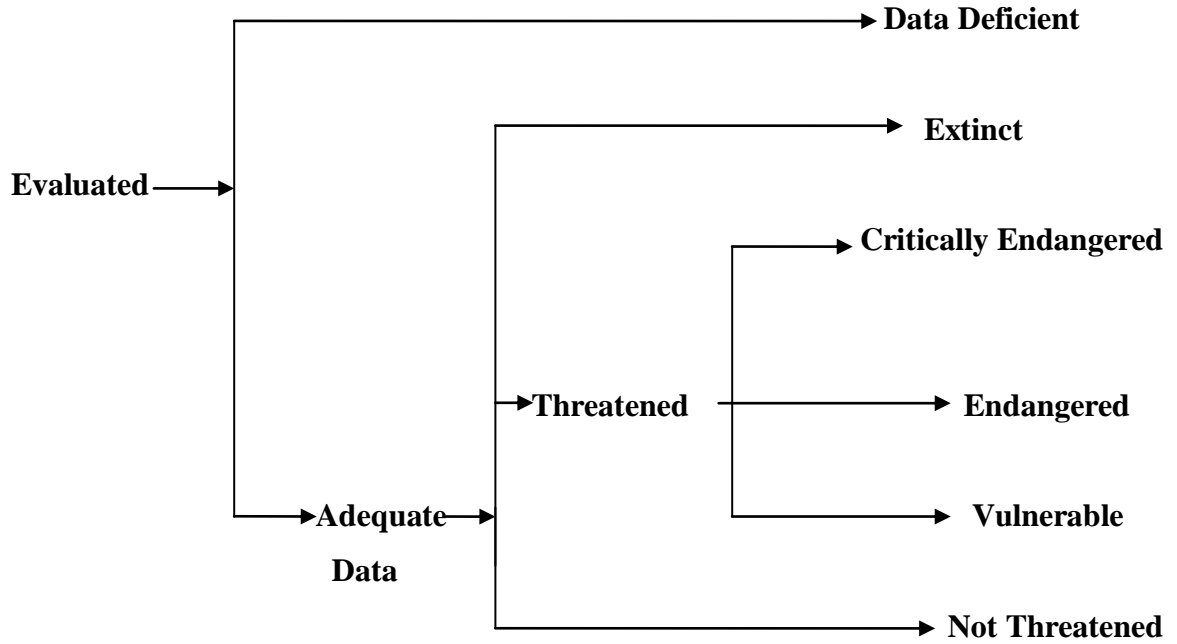 Data Deficient
Extinct
Evaluated
Critically Endangered
Threatened
Endangered
Adequate
Data
Vulnerable
Not Threatened